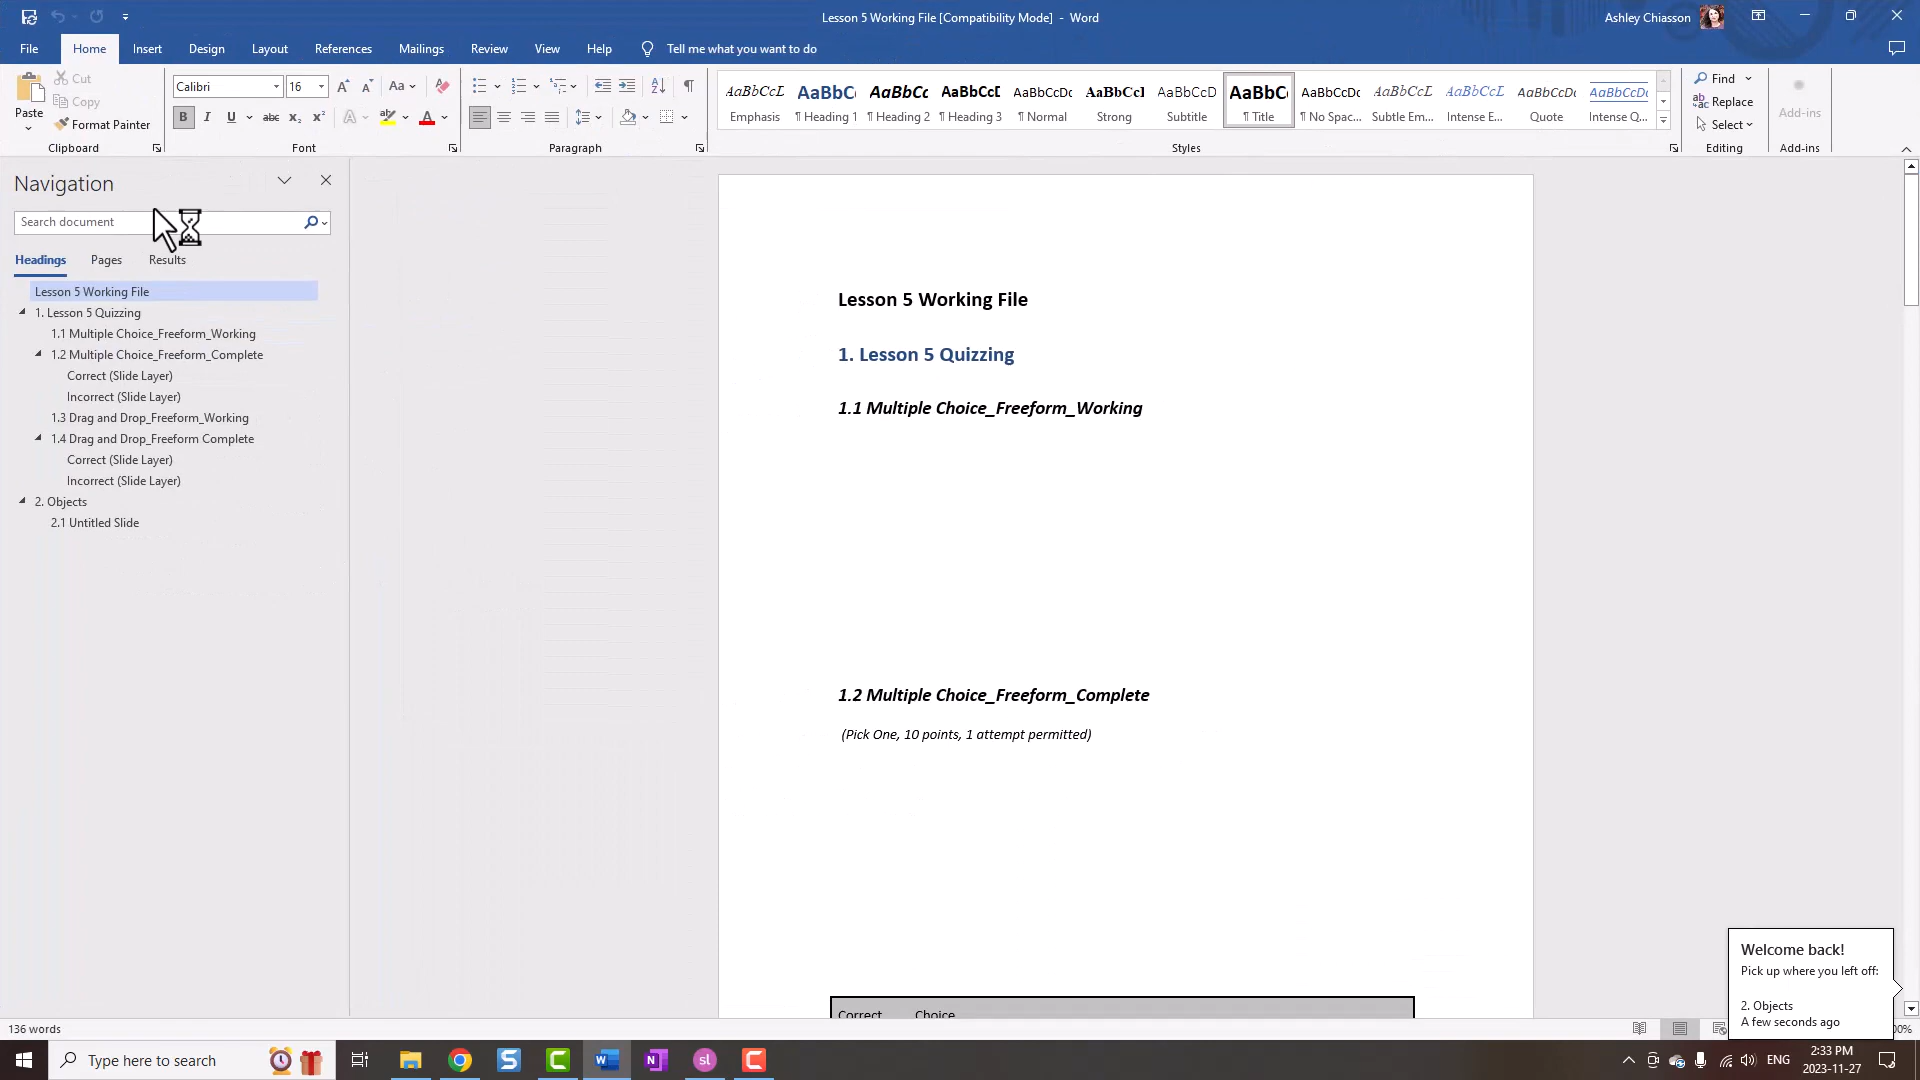 Lesson 5 Working File [Compatibility Mode] - Word
Ashley Chiasson
File Home Insert Design Layout References Mailings Review View Help Tell me what you want to do
Paste
Cut
Copy
Format Painter
Clipboard
Calibri 16
Font
Paragraph
AaBbCcDc Emphasis
AaBbC Heading 1
AaBbCc Heading 2
AaBbCcD Heading 3
AaBbCcDc Normal
AaBbCcI Strong
AaBbCcD Subtitle
AaBbC Title
AaBbCcDc No Spac...
AaBbCcD Subtle Em...
AaBbCcD Intense E...
AaBbCcDc Quote
AaBbCcDc Intense Q...
Styles
Find
Replace
Select
Editing
Add-ins
Add-ins
Navigation
Search document
Headings Pages Results
Lesson 5 Working File
1. Lesson 5 Quizzing
1.1 Multiple Choice_Freeform_Working
1.2 Multiple Choice_Freeform_Complete
Correct (Slide Layer)
Incorrect (Slide Layer)
1.3 Drag and Drop_Freeform_Working
1.4 Drag and Drop_Freeform Complete
Correct (Slide Layer)
Incorrect (Slide Layer)
2. Objects
2.1 Untitled Slide
Lesson 5 Working File
1. Lesson 5 Quizzing
1.1 Multiple Choice_Freeform_Working
1.2 Multiple Choice_Freeform_Complete
(Pick One, 10 points, 1 attempt permitted)
Correct Choice
Welcome back!
Pick up where you left off:
2. Objects
A few seconds ago
136 words
Type here to search
ENG
2:33 PM
2023-11-27